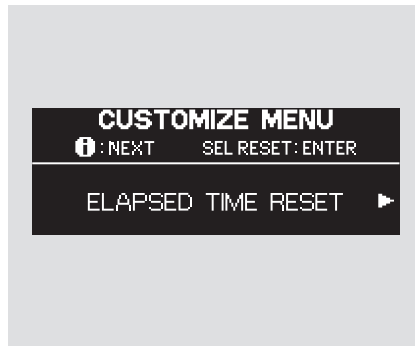 CUSTOMIZE MENU
i:NEXT SEL RESET:ENTER
ELAPSED TIME RESET